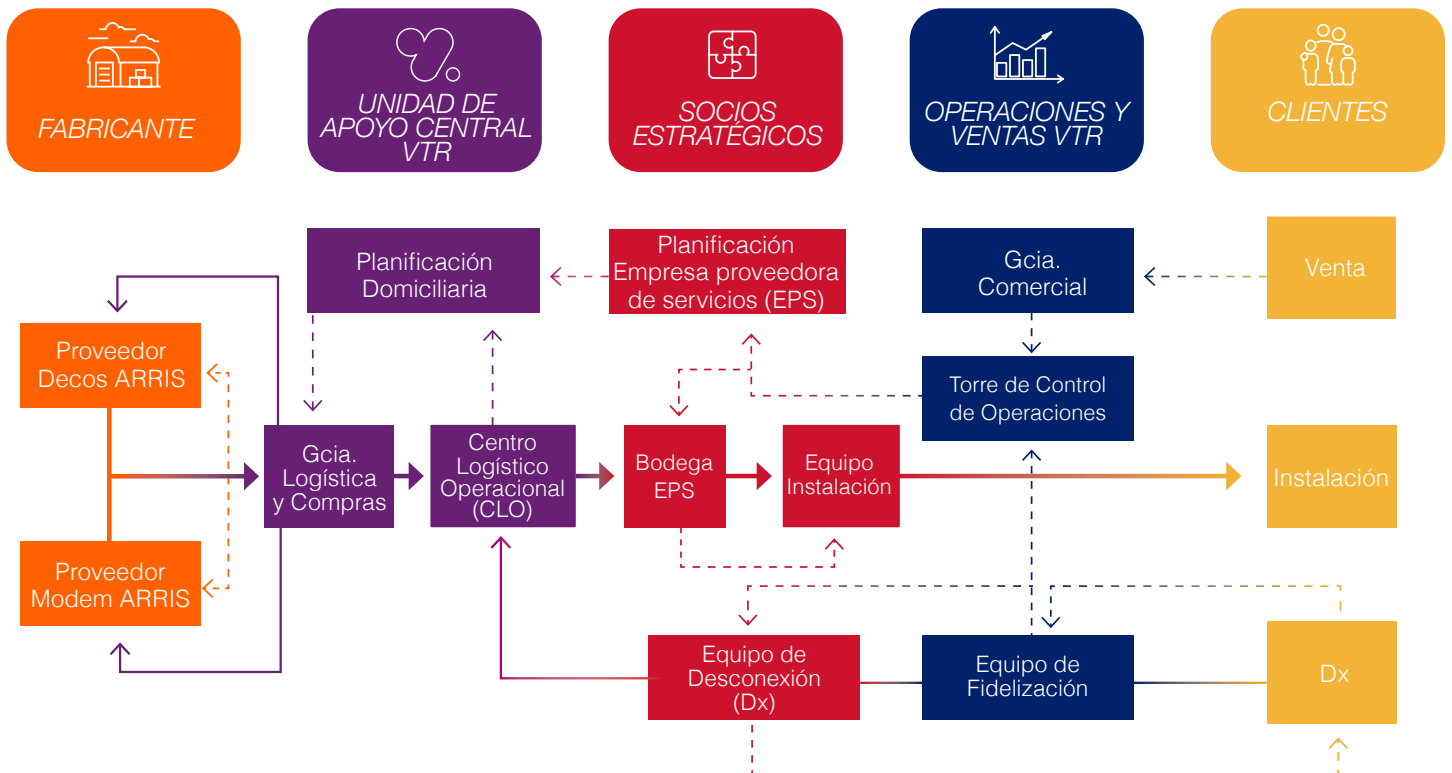 FABRICANTE
UNIDAD DE
APOYO CENTRAL
VTR
SOCIOS
ESTRATÉGICOS
OPERACIONES Y
VENTAS VTR
CLIENTES
Planificación
Domiciliaria
Planificación
Empresa proveedora
de servicios (EPS)
Gcia.
Comercial
Venta
Proveedor
Decos ARRIS
Torre de Control
de Operaciones
Gcia.
Logística
y Compras
Centro
Logístico
Operacional
(CLO)
Bodega
EPS
Equipo
Instalación
Instalación
Proveedor
Modem ARRIS
Equipo de
Desconexión
(Dx)
Equipo de
Fidelización
Dx